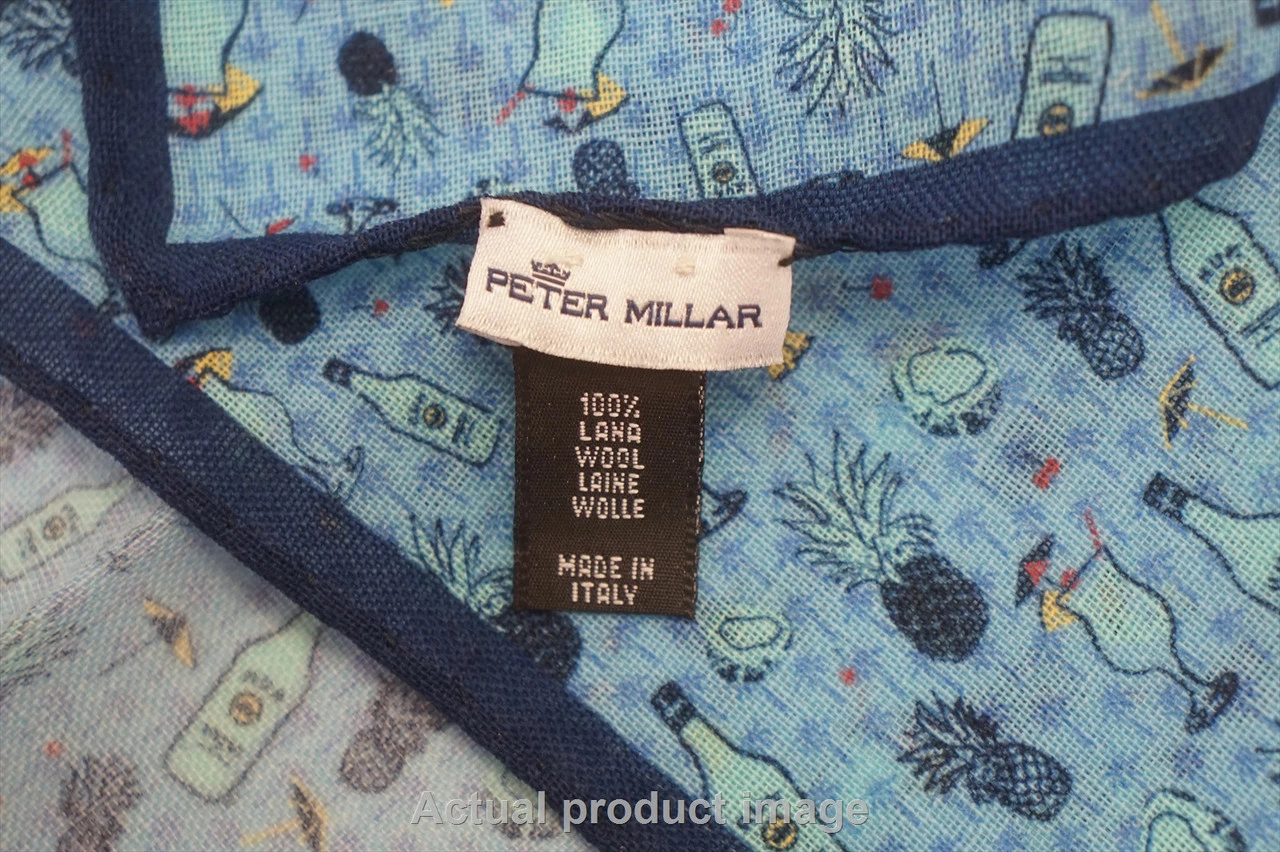 PETER MILLAR
100%
LANA
WOOL
LAINE
WOLLE
MADE IN
ITALY
Actual product image